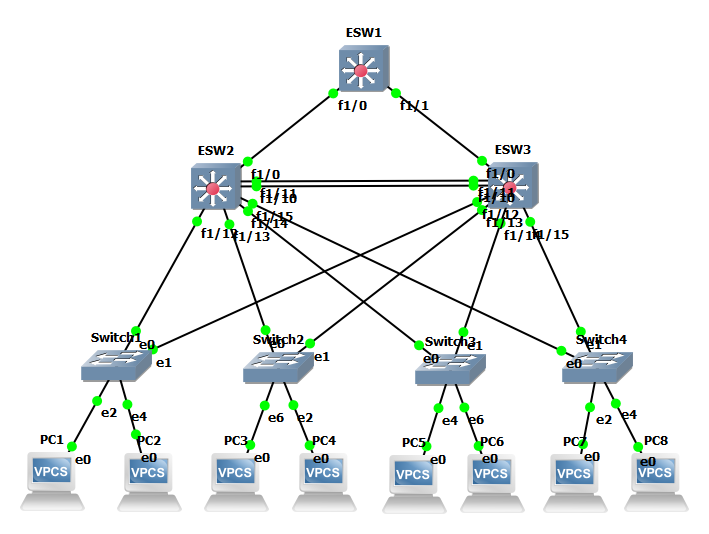 ESW1
f1/0
f1/1
ESW2
ESW3
f1/0
f1/0
f1/11
f1/10
f1/11
f1/10
f1/15
f1/14
f1/12
f1/13
f1/12
f1/13
f1/14
f1/15
Switch1
e0
e1
Switch2
e0
e1
Switch3
e0
e1
Switch4
e0
e1
e2
e4
e6
e2
e4
e6
e2
e4
PC1
e0
PC2
e0
PC3
e0
PC4
e0
PC5
e0
PC6
e0
PC7
e0
PC8
e0
VPCS
VPCS
VPCS
VPCS
VPCS
VPCS
VPCS
VPCS